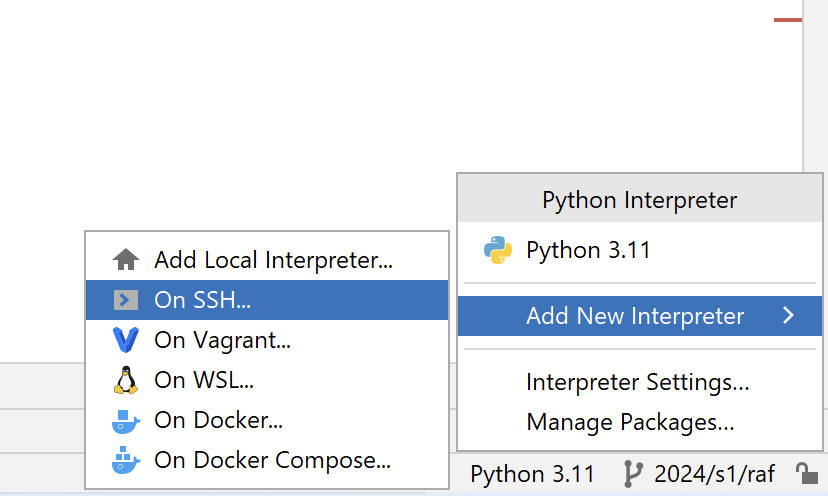 Python Interpreter
Python 3.11
Add New Interpreter
Interpreter Settings...
Manage Packages...
Add Local Interpreter...
On SSH...
On Vagrant...
On WSL...
On Docker...
On Docker Compose...
Python 3.11 2024/s1/raf